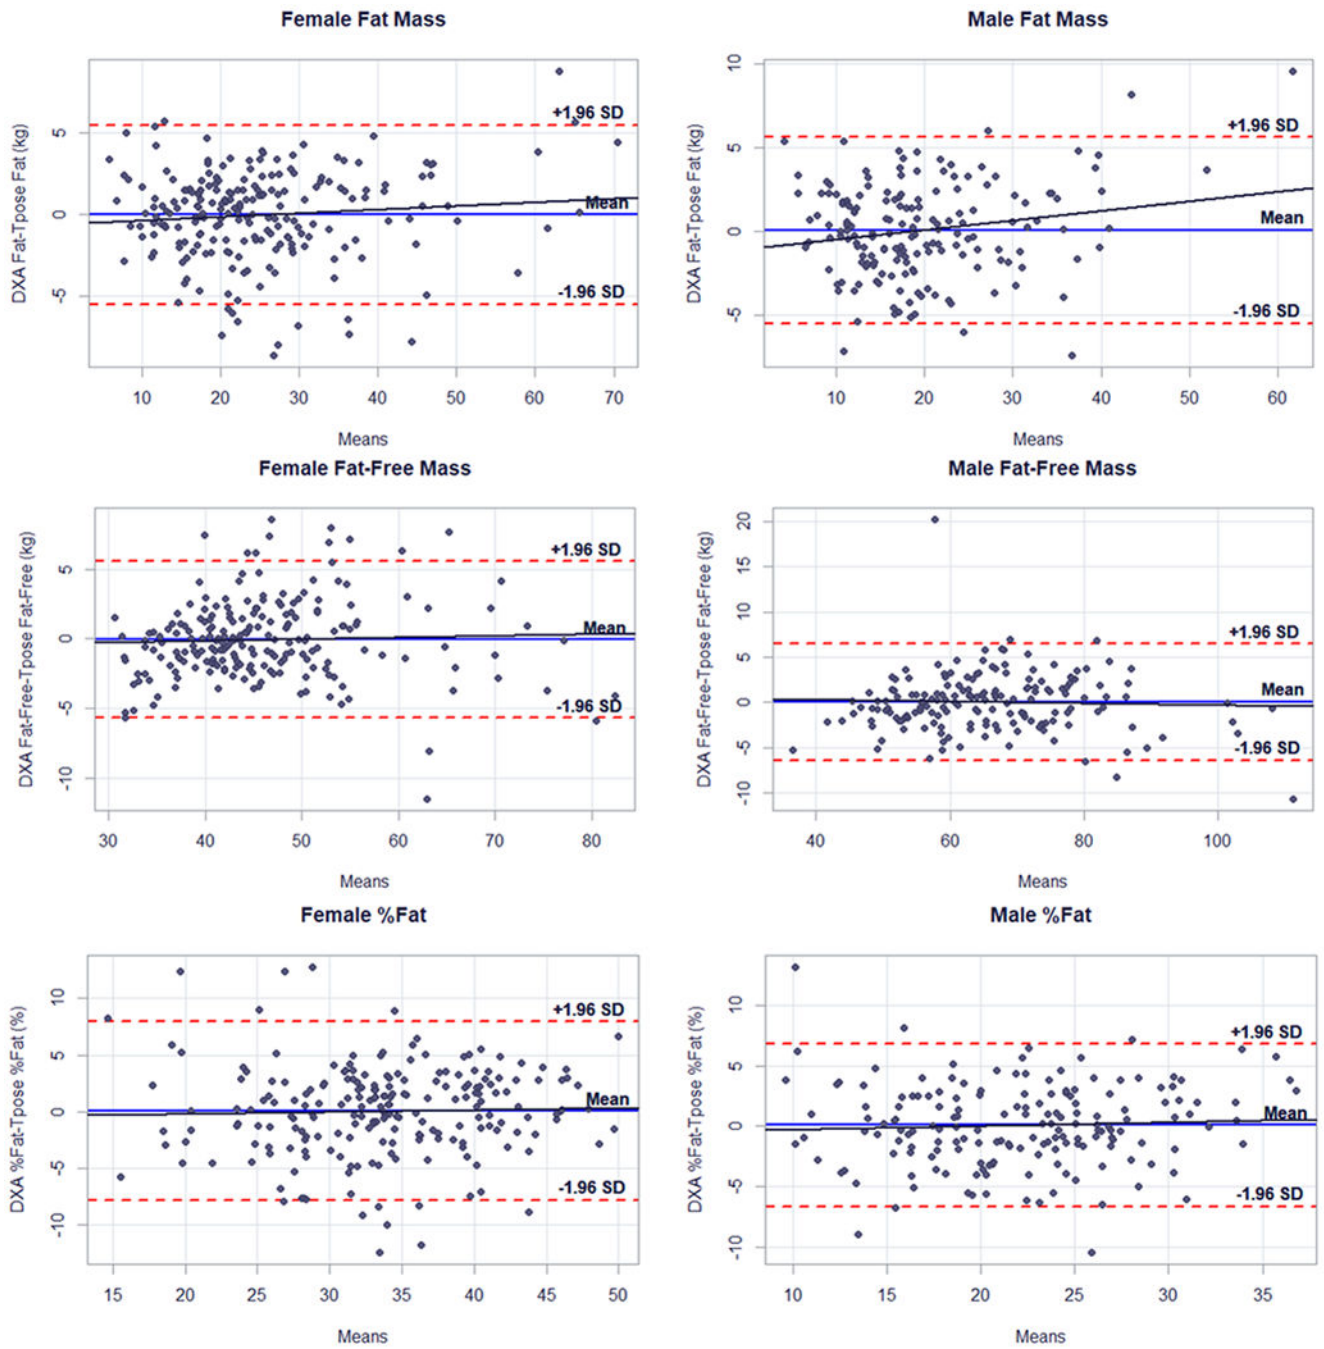 Female Fat Mass
DXA Fat-Tpose Fat (kg)
5
0
-5
+1.96 SD
Mean
-1.96 SD
10 20 30 40 50 60 70
Means
Male Fat Mass
DXA Fat-Tpose Fat (kg)
10
5
0
-5
+1.96 SD
Mean
-1.96 SD
10 20 30 40 50 60
Means
Female Fat-Free Mass
DXA Fat-Free-Tpose Fat-Free (kg)
5
0
-5
-10
+1.96 SD
Mean
-1.96 SD
30 40 50 60 70 80
Means
Male Fat-Free Mass
DXA Fat-Free-Tpose Fat-Free (kg)
20
15
10
5
0
-5
-10
+1.96 SD
Mean
-1.96 SD
40 60 80 100
Means
Female %Fat
DXA %Fat-Tpose %Fat (%)
10
5
0
-5
-10
+1.96 SD
Mean
-1.96 SD
15 20 25 30 35 40 45 50
Means
Male %Fat
DXA %Fat-Tpose %Fat (%)
10
5
0
-5
-10
+1.96 SD
Mean
-1.96 SD
10 15 20 25 30 35
Means